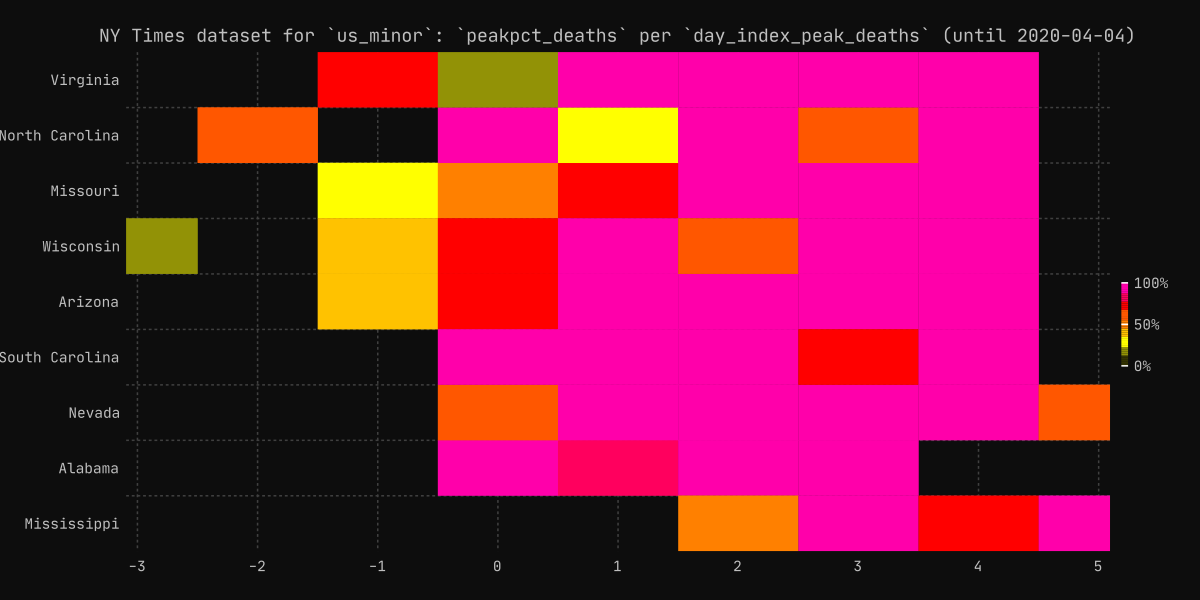 NY Times dataset for `us_minor`: `peakpct_deaths` per `day_index_peak_deaths` (until 2020-04-04)
Virginia
North Carolina
Missouri
Wisconsin
Arizona
South Carolina
Nevada
Alabama
Mississippi
100%
50%
0%
-3 -2 -1 0 1 2 3 4 5